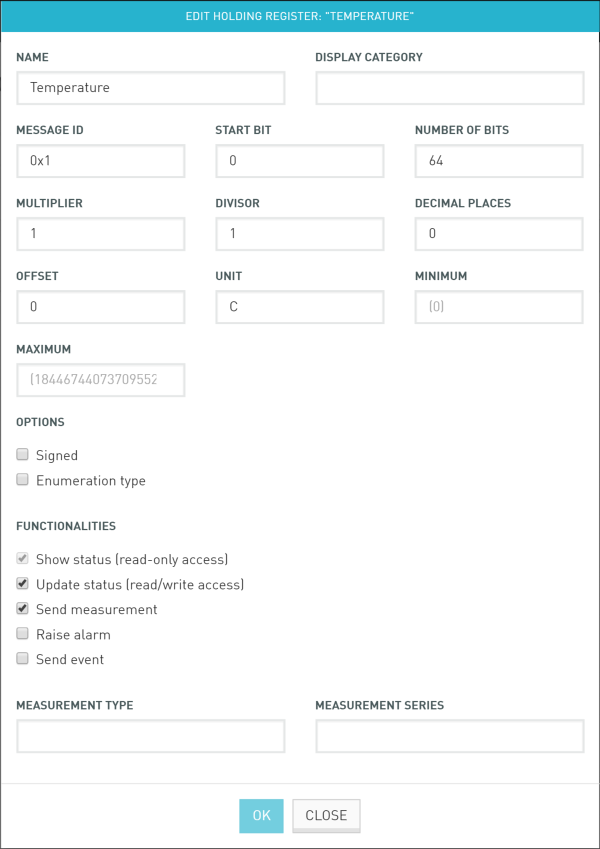 EDIT HOLDING REGISTER: "TEMPERATURE"
NAME DISPLAY CATEGORY
Temperature
MESSAGE ID START BIT NUMBER OF BITS
0x1 0 64
MULTIPLIER DIVISOR DECIMAL PLACES
1 1 0
OFFSET UNIT MINIMUM
0 C (0)
MAXIMUM
(18446744073709552
OPTIONS
Signed
Enumeration type
FUNCTIONALITIES
Show status (read-only access)
Update status (read/write access)
Send measurement
Raise alarm
Send event
MEASUREMENT TYPE MEASUREMENT SERIES
OK CLOSE